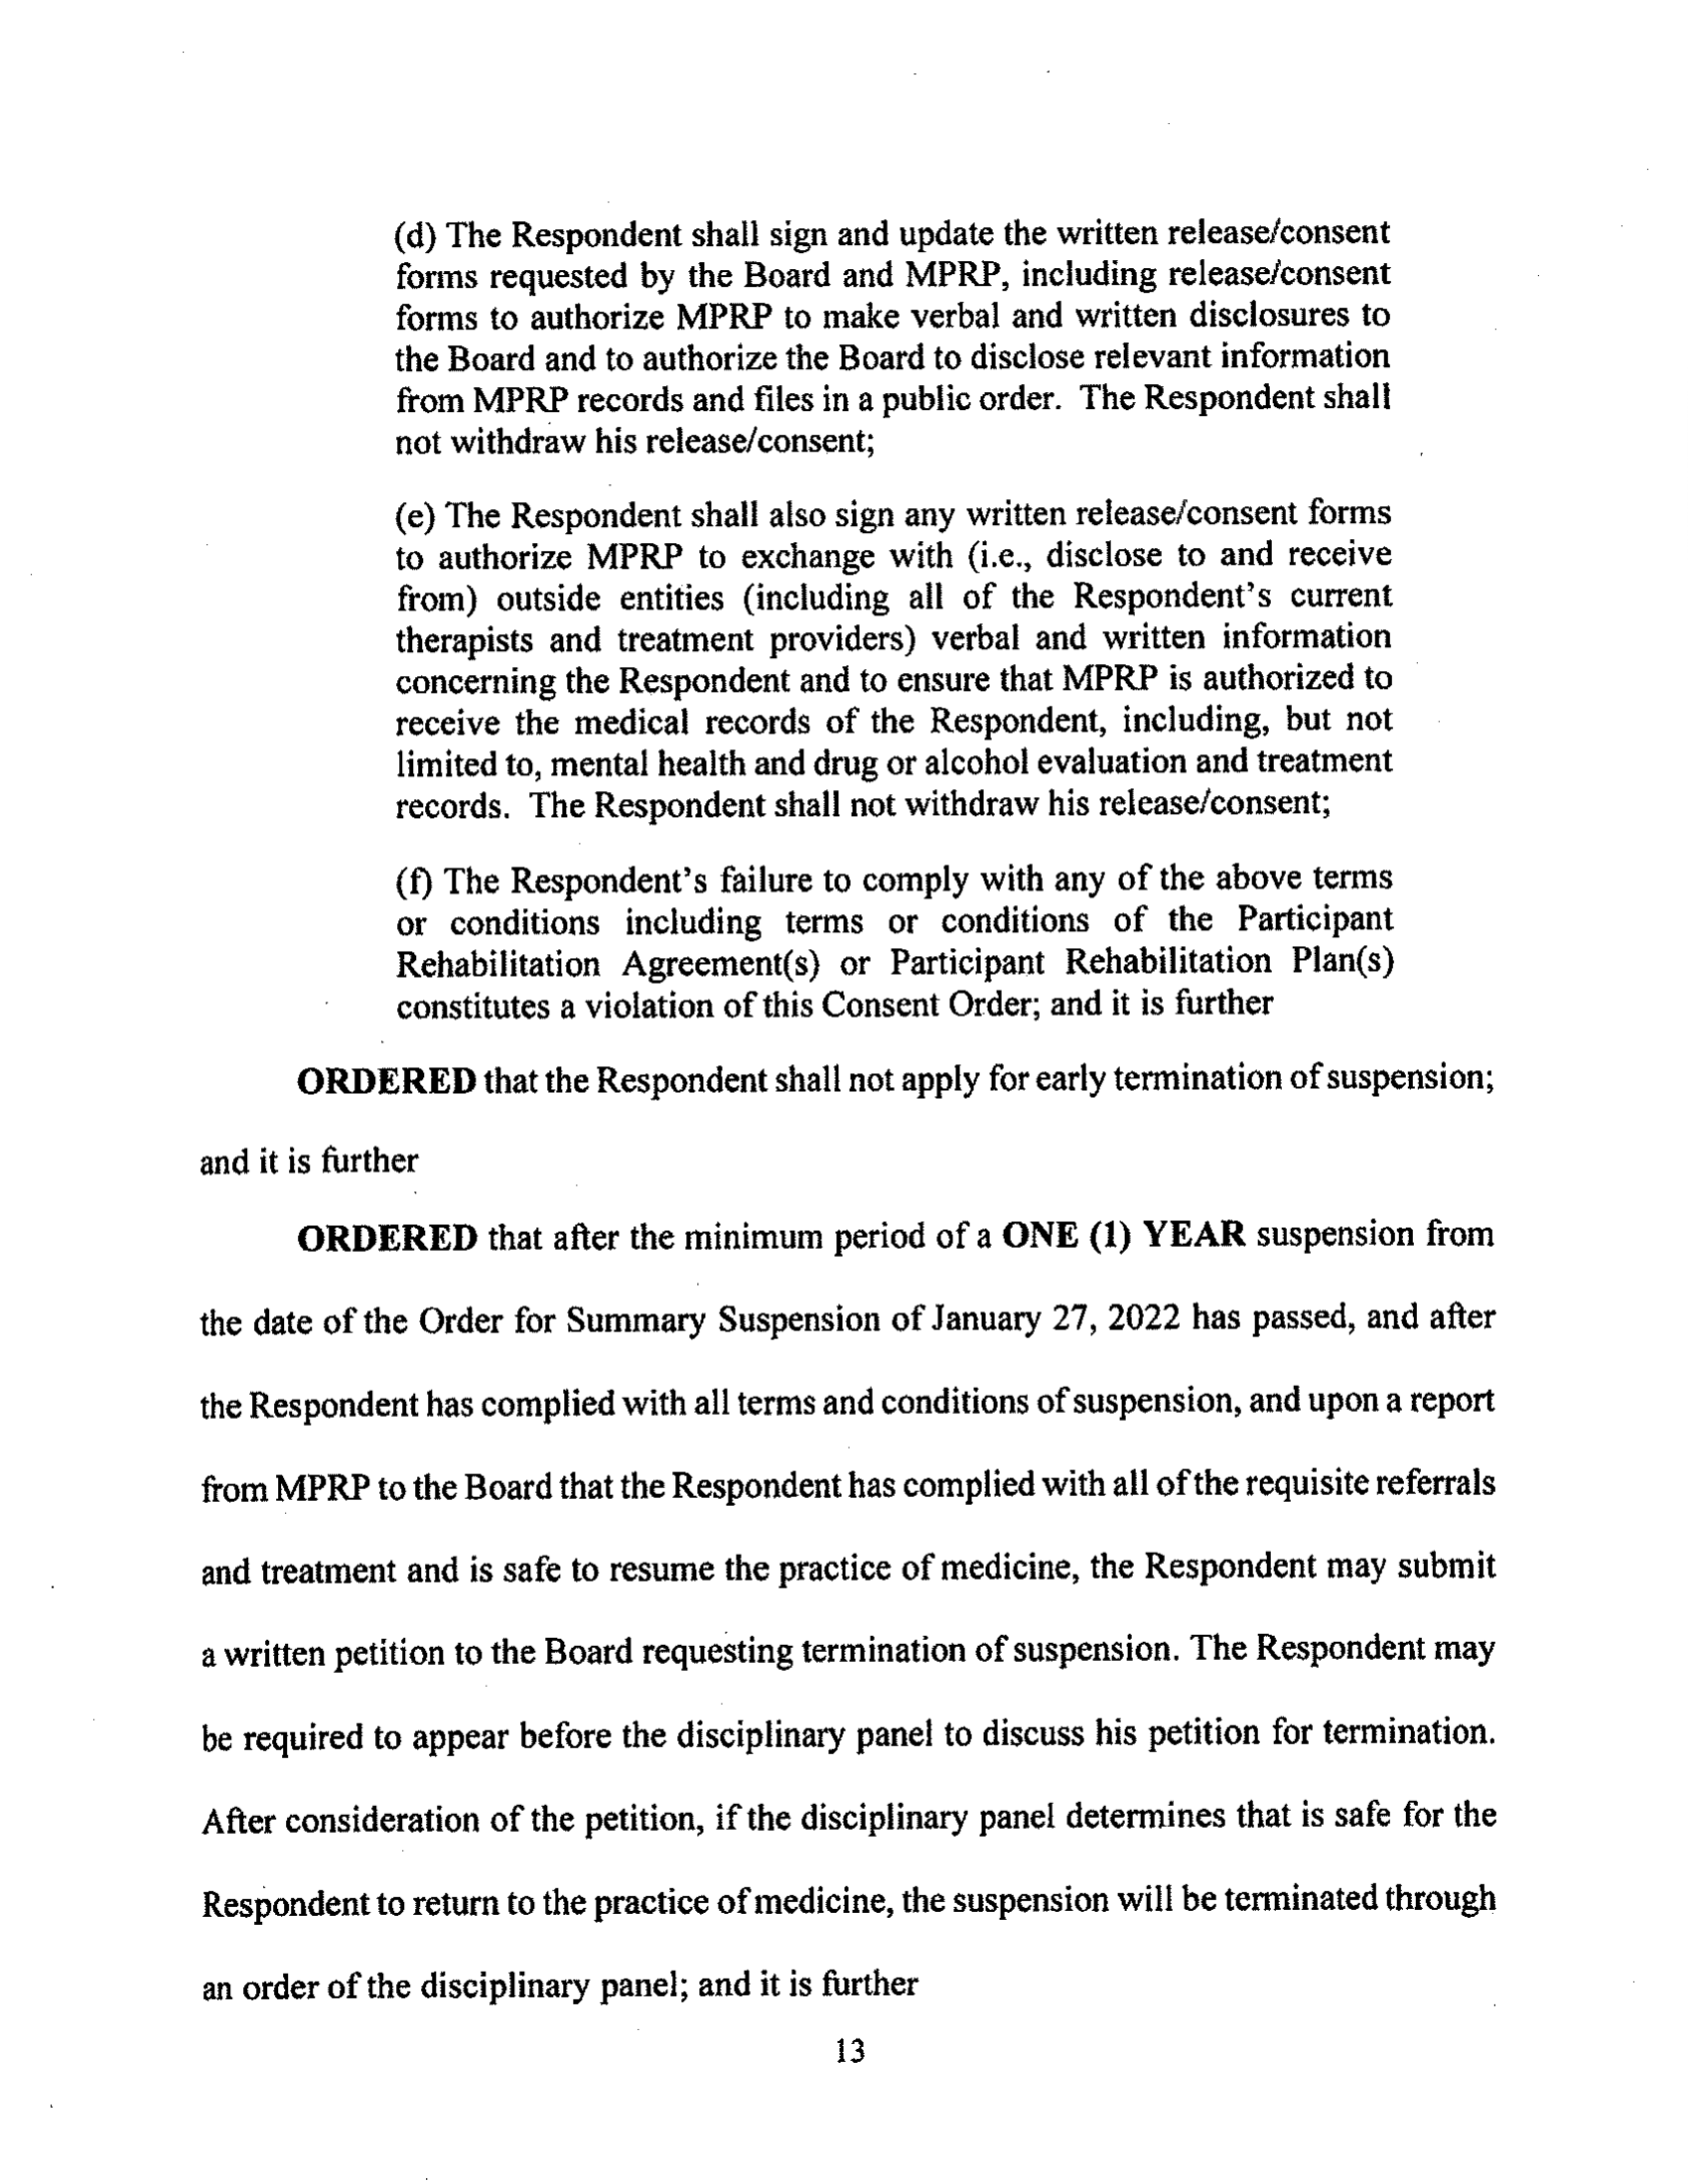 (d) The Respondent shall sign and update the written release/consent
forms requested by the Board and MPRP, including release/consent
forms to authorize MPRP to make verbal and written disclosures to
the Board and to authorize the Board to disclose relevant information
from MPRP records and files in a public order. The Respondent shall
not withdraw his release/consent;
(e) The Respondent shall also sign any written release/consent forms
to authorize MPRP to exchange with (i.e., disclose to and receive
from) outside entities (including all of the Respondent's current
therapists and treatment providers) verbal and written information
concerning the Respondent and to ensure that MPRP is authorized to
receive the medical records of the Respondent, including, but not
limited to, mental health and drug or alcohol evaluation and treatment
records. The Respondent shall not withdraw his release/consent;
(f) The Respondent's failure to comply with any of the above terms
or conditions including terms or conditions of the Participant
Rehabilitation Agreement(s) or Participant Rehabilitation Plan(s)
constitutes a violation of this Consent Order; and it is further
ORDERED that the Respondent shall not apply for early termination of suspension;
and it is further
ORDERED that after the minimum period of a ONE (1) YEAR suspension from
the date of the Order for Summary Suspension of January 27, 2022 has passed, and after
the Respondent has complied with all terms and conditions of suspension, and upon a report
from MPRP to the Board that the Respondent has complied with all of the requisite referrals
and treatment and is safe to resume the practice of medicine, the Respondent may submit
a written petition to the Board requesting termination of suspension. The Respondent may
be required to appear before the disciplinary panel to discuss his petition for termination.
After consideration of the petition, if the disciplinary panel determines that is safe for the
Respondent to return to the practice of medicine, the suspension will be terminated through
an order of the disciplinary panel; and it is further
13